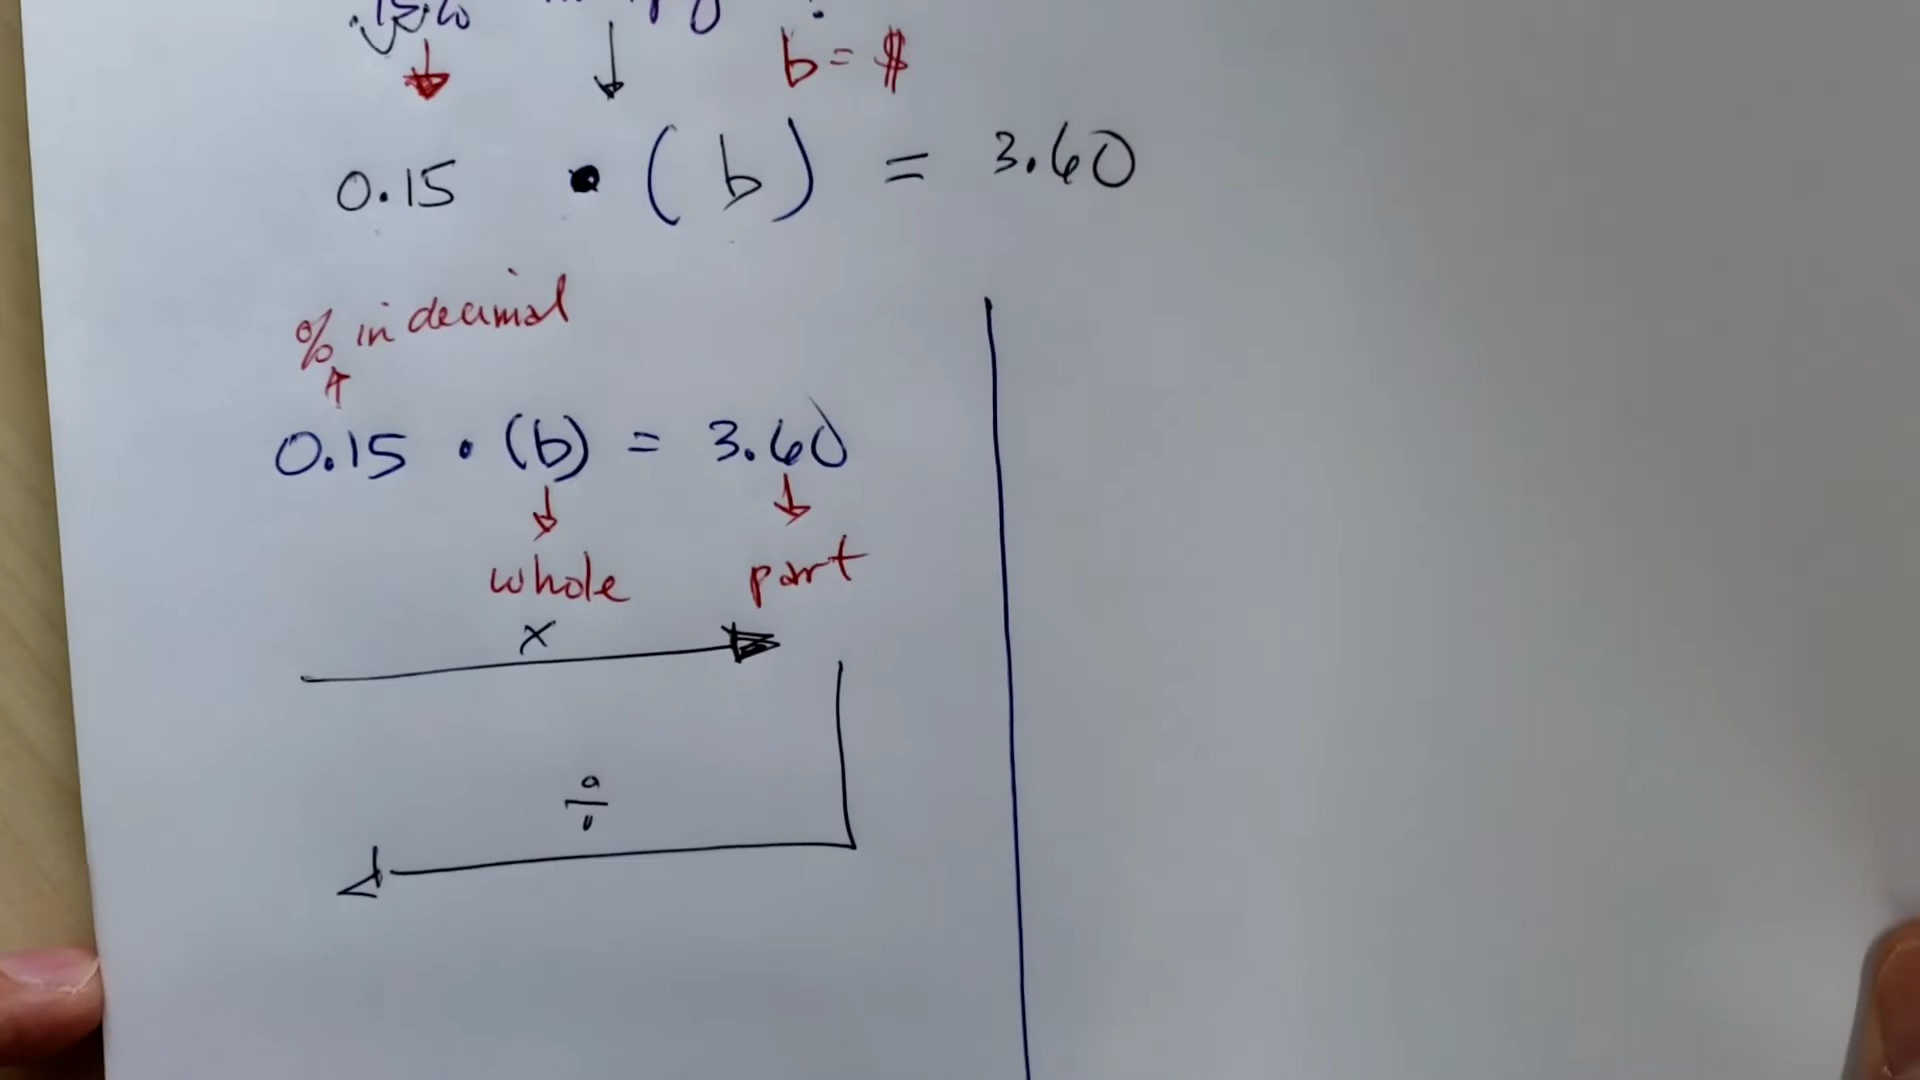 b = $
0.15 • (b) = 3.60
% in decimal
0.15 • (b) = 3.60
whole part
x
÷